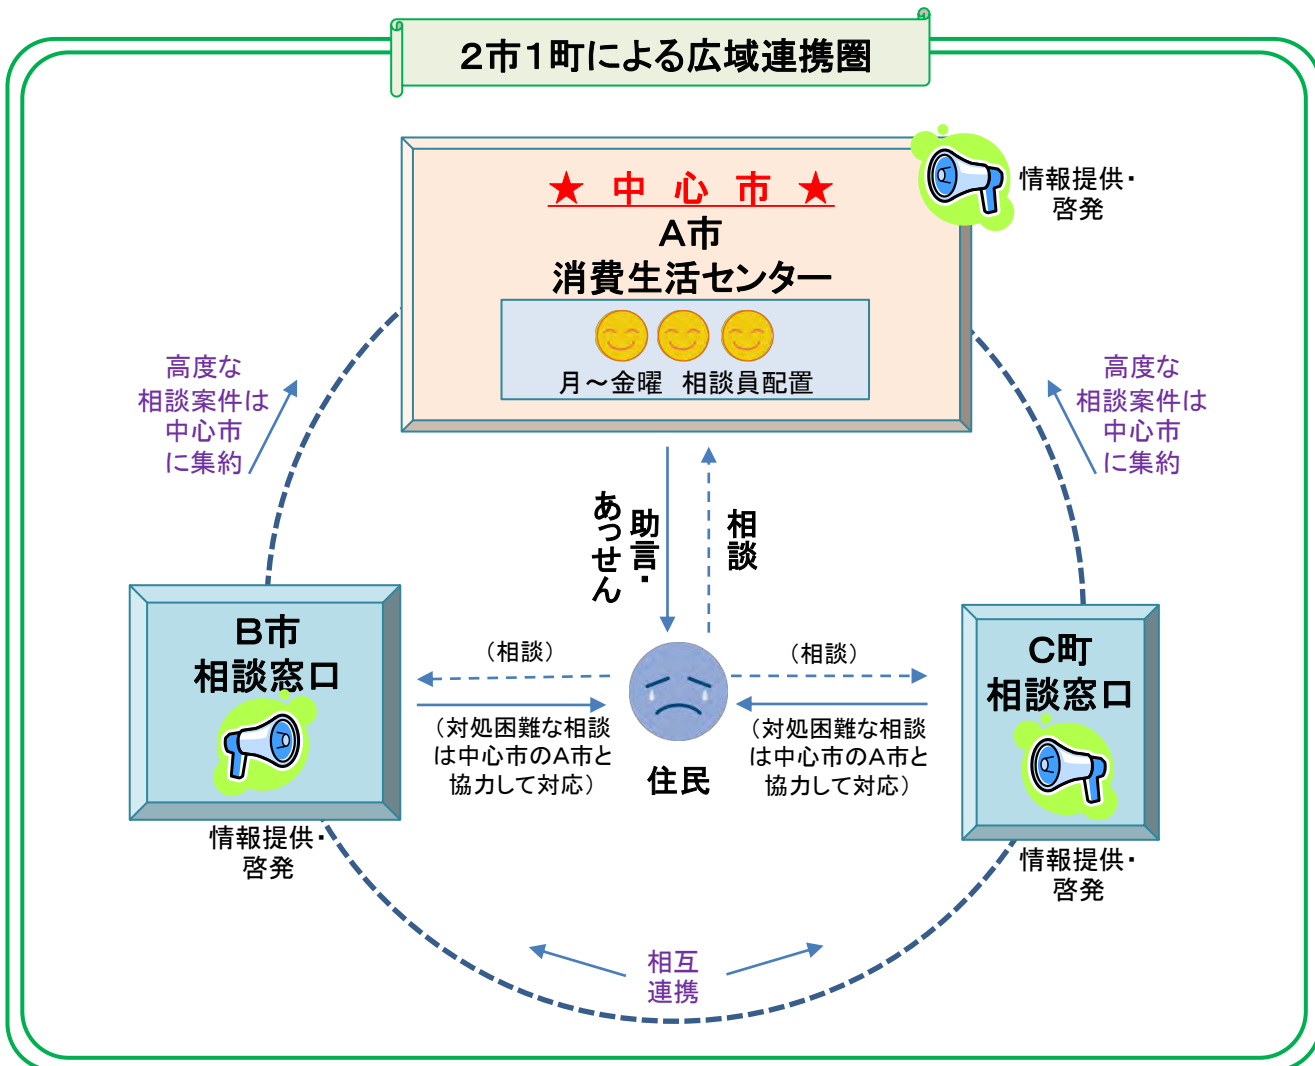 2市1町による広域連携圏
★ 中 心 市 ★
A市
消費生活センター
月～金曜 相談員配置
情報提供・
啓発
高度な
相談案件は
中心市
に集約
高度な
相談案件は
中心市
に集約
助言・
あっせん
相談
B市
相談窓口
情報提供・
啓発
（相談）
（対処困難な相談
は中心市のA市と
協力して対応）
住民
（相談）
（対処困難な相談
は中心市のA市と
協力して対応）
C町
相談窓口
情報提供・
啓発
相互
連携